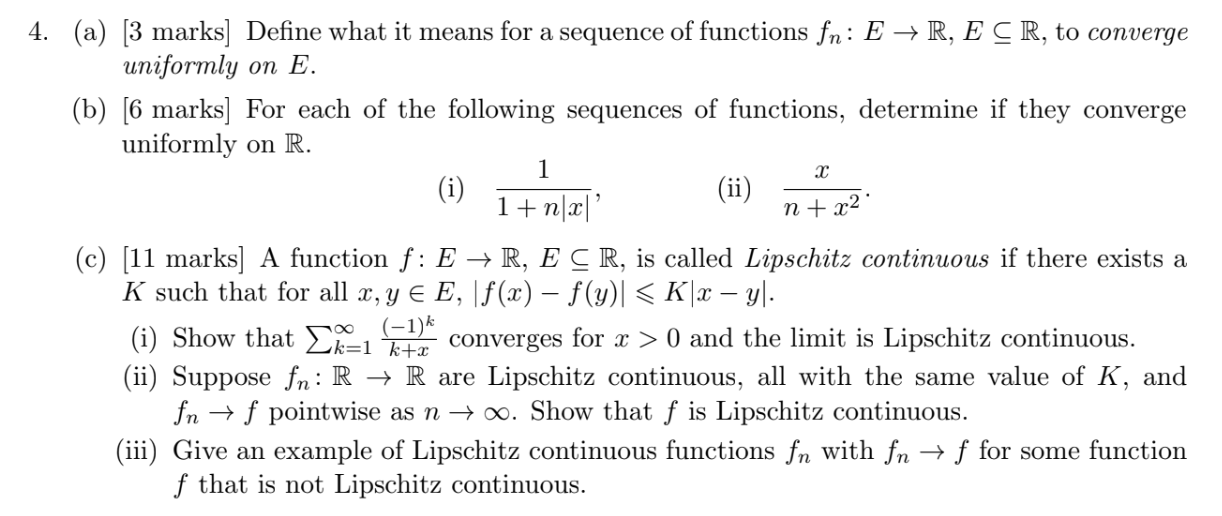 4. (a) [3 marks] Define what it means for a sequence of functions $f_n \colon E \to \mathbb{R}$, $E \subseteq \mathbb{R}$, to converge
uniformly on $E$.
(b) [6 marks] For each of the following sequences of functions, determine if they converge
uniformly on $\mathbb{R}$.
(i) $\frac{1}{1+n|x|}$, (ii) $\frac{x}{n+x^2}$.
(c) [11 marks] A function $f \colon E \to \mathbb{R}$, $E \subseteq \mathbb{R}$, is called Lipschitz continuous if there exists a
$K$ such that for all $x, y \in E$, $|f(x) - f(y)| \leqslant K|x - y|$.
(i) Show that $\sum_{k=1}^{\infty} \frac{(-1)^k}{k+x}$ converges for $x > 0$ and the limit is Lipschitz continuous.
(ii) Suppose $f_n \colon \mathbb{R} \to \mathbb{R}$ are Lipschitz continuous, all with the same value of $K$, and
$f_n \to f$ pointwise as $n \to \infty$. Show that $f$ is Lipschitz continuous.
(iii) Give an example of Lipschitz continuous functions $f_n$ with $f_n \to f$ for some function
$f$ that is not Lipschitz continuous.